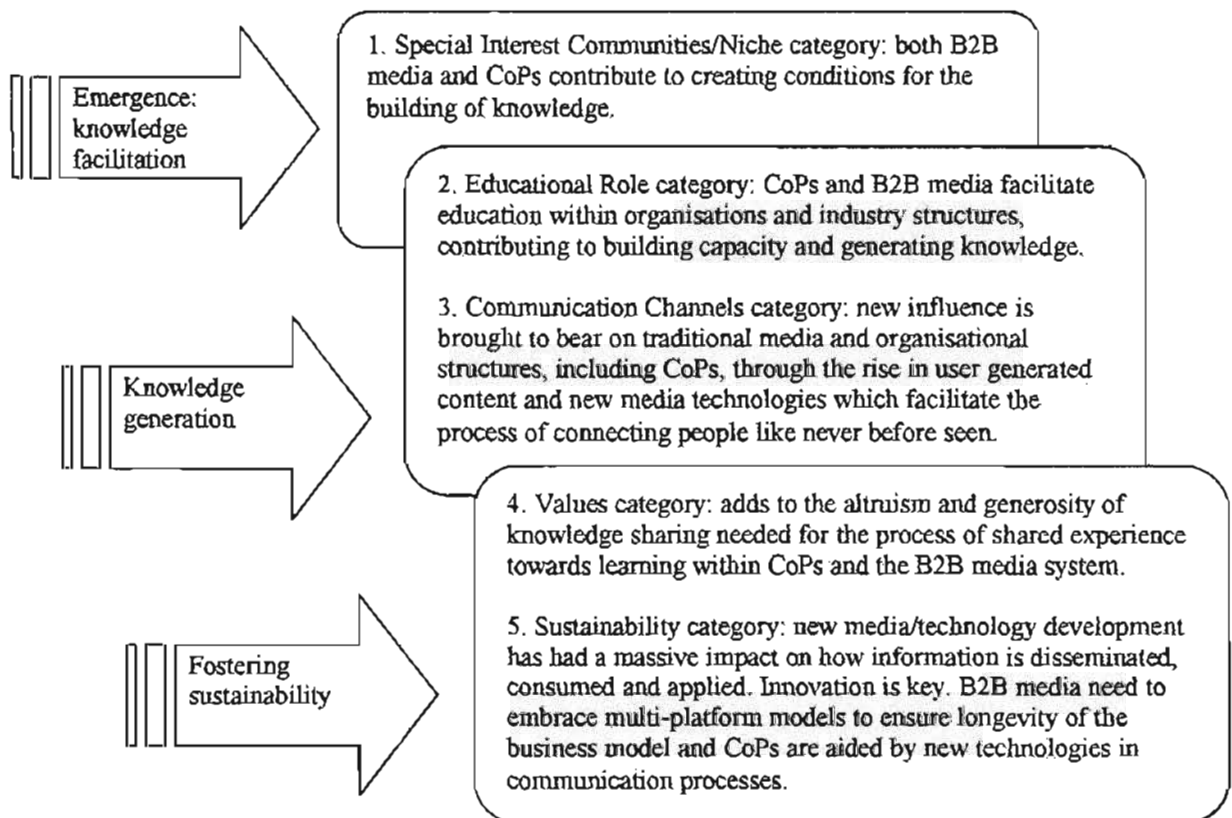 Emergence:
knowledge
facilitation
1. Special Interest Communities/Niche category: both B2B
media and CoPs contribute to creating conditions for the
building of knowledge.
2. Educational Role category: CoPs and B2B media facilitate
education within organisations and industry structures,
contributing to building capacity and generating knowledge.
3. Communication Channels category: new influence is
brought to bear on traditional media and organisational
structures, including CoPs, through the rise in user generated
content and new media technologies which facilitate the
process of connecting people like never before seen.
Knowledge
generation
4. Values category: adds to the altruism and generosity of
knowledge sharing needed for the process of shared experience
towards learning within CoPs and the B2B media system.
5. Sustainability category: new media/technology development
has had a massive impact on how information is disseminated,
consumed and applied. Innovation is key. B2B media need to
embrace multi-platform models to ensure longevity of the
business model and CoPs are aided by new technologies in
communication processes.
Fostering
sustainability